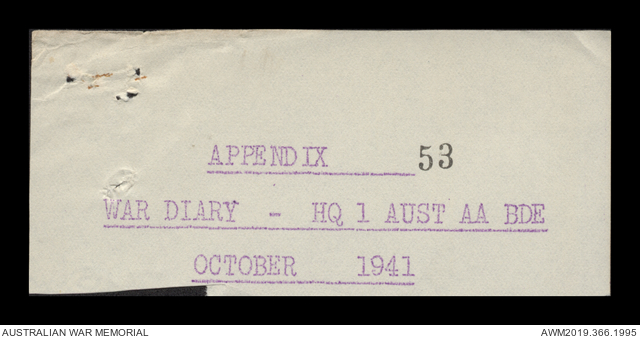 APPENDIX 53
WAR DIARY - HQ 1 AUST AA BDE
OCTOBER 1941
AUSTRALIAN WAR MEMORIAL AWM2019.366.1995